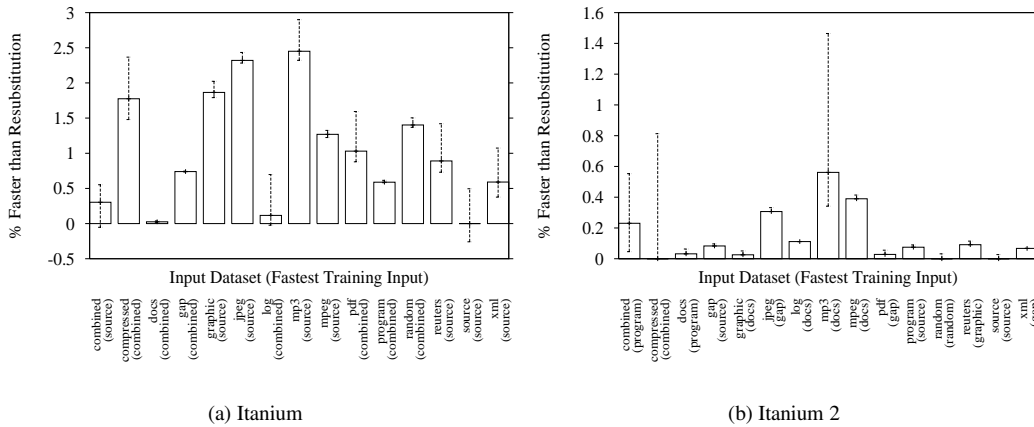 3
2.5
2
1.5
1
0.5
0
-0.5
% Faster than Resubstitution
Input Dataset (Fastest Training Input)
combined
(source)
compressed
(combined)
docs
(combined)
gap
(combined)
graphic
(source)
jpeg
(source)
log
(combined)
mp3
(source)
mpeg
(source)
pdf
(combined)
program
(combined)
random
(combined)
reuters
(source)
source
(source)
xml
(source)
(a) Itanium
1.6
1.4
1.2
1
0.8
0.6
0.4
0.2
0
% Faster than Resubstitution
Input Dataset (Fastest Training Input)
combined
(program)
compressed
(combined)
docs
(program)
gap
(source)
graphic
(docs)
jpeg
(gap)
log
(docs)
mp3
(docs)
mpeg
(docs)
pdf
(gap)
program
(source)
random
(random)
reuters
(graphic)
source
(source)
xml
(b) Itanium 2